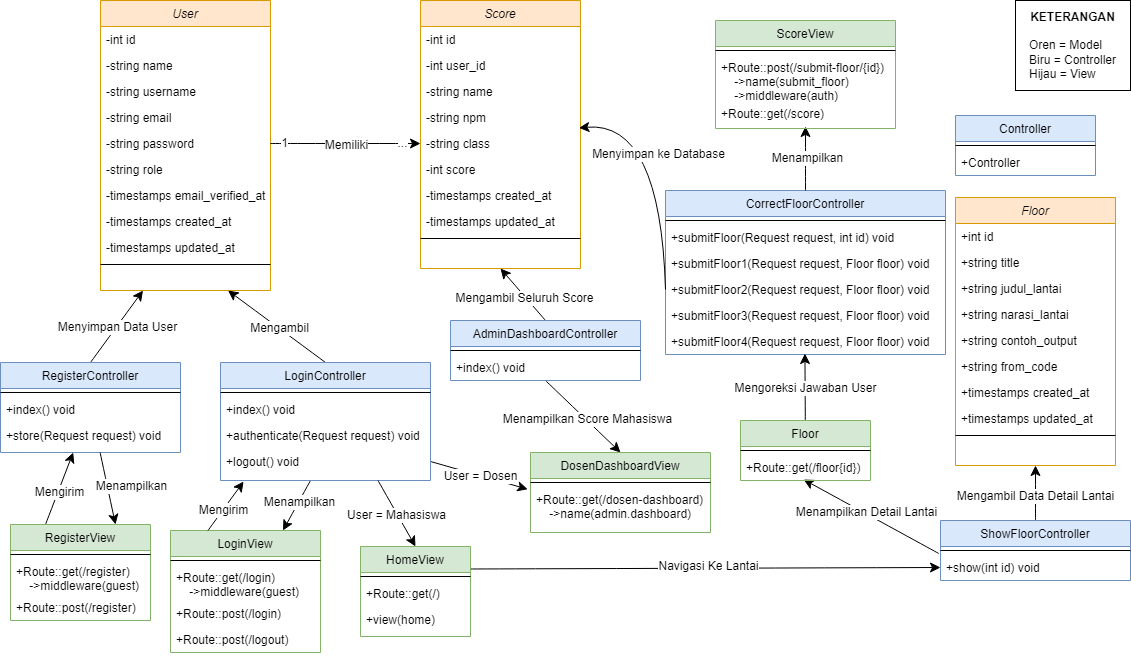 User
-int id
-string name
-string username
-string email
-string password
-string role
-timestamps email_verified_at
-timestamps created_at
-timestamps updated_at
1
Memiliki
...
Score
-int id
-int user_id
-string name
-string npm
-string class
-int score
-timestamps created_at
-timestamps updated_at
ScoreView
+Route::post(/submit-floor/{id})
->name(submit_floor)
->middleware(auth)
+Route::get(/score)
KETERANGAN
Oren = Model
Biru = Controller
Hijau = View
Controller
+Controller
Menyimpan ke Database
Menampilkan
CorrectFloorController
+submitFloor(Request request, int id) void
+submitFloor1(Request request, Floor floor) void
+submitFloor2(Request request, Floor floor) void
+submitFloor3(Request request, Floor floor) void
+submitFloor4(Request request, Floor floor) void
Floor
+int id
+string title
+string judul_lantai
+string narasi_lantai
+string contoh_output
+string from_code
+timestamps created_at
+timestamps updated_at
Menyimpan Data User
Mengambil
Mengambil Seluruh Score
AdminDashboardController
+index() void
RegisterController
+index() void
+store(Request request) void
LoginController
+index() void
+authenticate(Request request) void
+logout() void
Mengoreksi Jawaban User
Menampilkan Score Mahasiswa
Floor
+Route::get(/floor{id})
DosenDashboardView
+Route::get(/dosen-dashboard)
->name(admin.dashboard)
User = Dosen
Mengirim
Menampilkan
Mengirim
Menampilkan
User = Mahasiswa
Menampilkan Detail Lantai
Mengambil Data Detail Lantai
RegisterView
+Route::get(/register)
->middleware(guest)
+Route::post(/register)
LoginView
+Route::get(/login)
->middleware(guest)
+Route::post(/login)
+Route::post(/logout)
HomeView
+Route::get(/)
+view(home)
Navigasi Ke Lantai
ShowFloorController
+show(int id) void